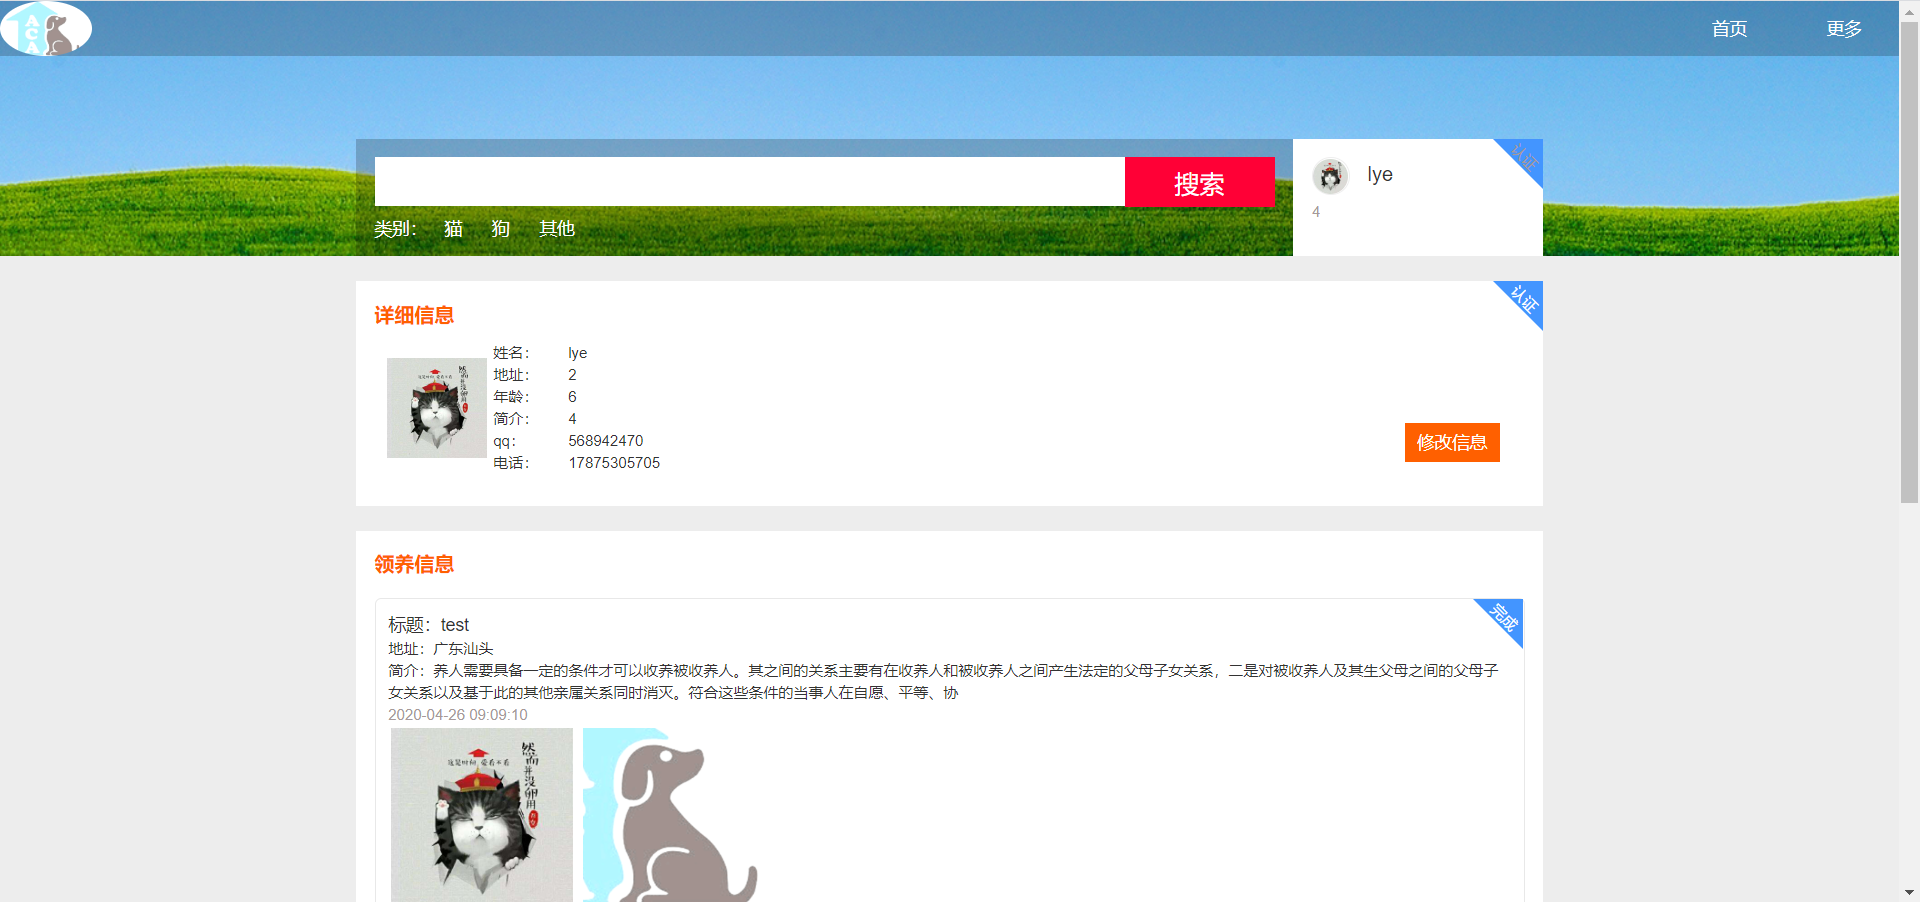 ACA
首页 更多
搜索
类别: 猫 狗 其他
认证
lye
4
详细信息
认证
姓名: lye
地址: 2
年龄: 6
简介: 4
qq: 568942470
电话: 17875305705
修改信息
领养信息
完成
标题：test
地址：广东汕头
简介：养人需要具备一定的条件才可以收养被收养人。其之间的关系主要有在收养人和被收养人之间产生法定的父母子女关系，二是对被收养人及其生父母之间的父母子
女关系以及基于此的其他亲属关系同时消灭。符合这些条件的当事人在自愿、平等、协
2020-04-26 09:09:10
然而并没卵用